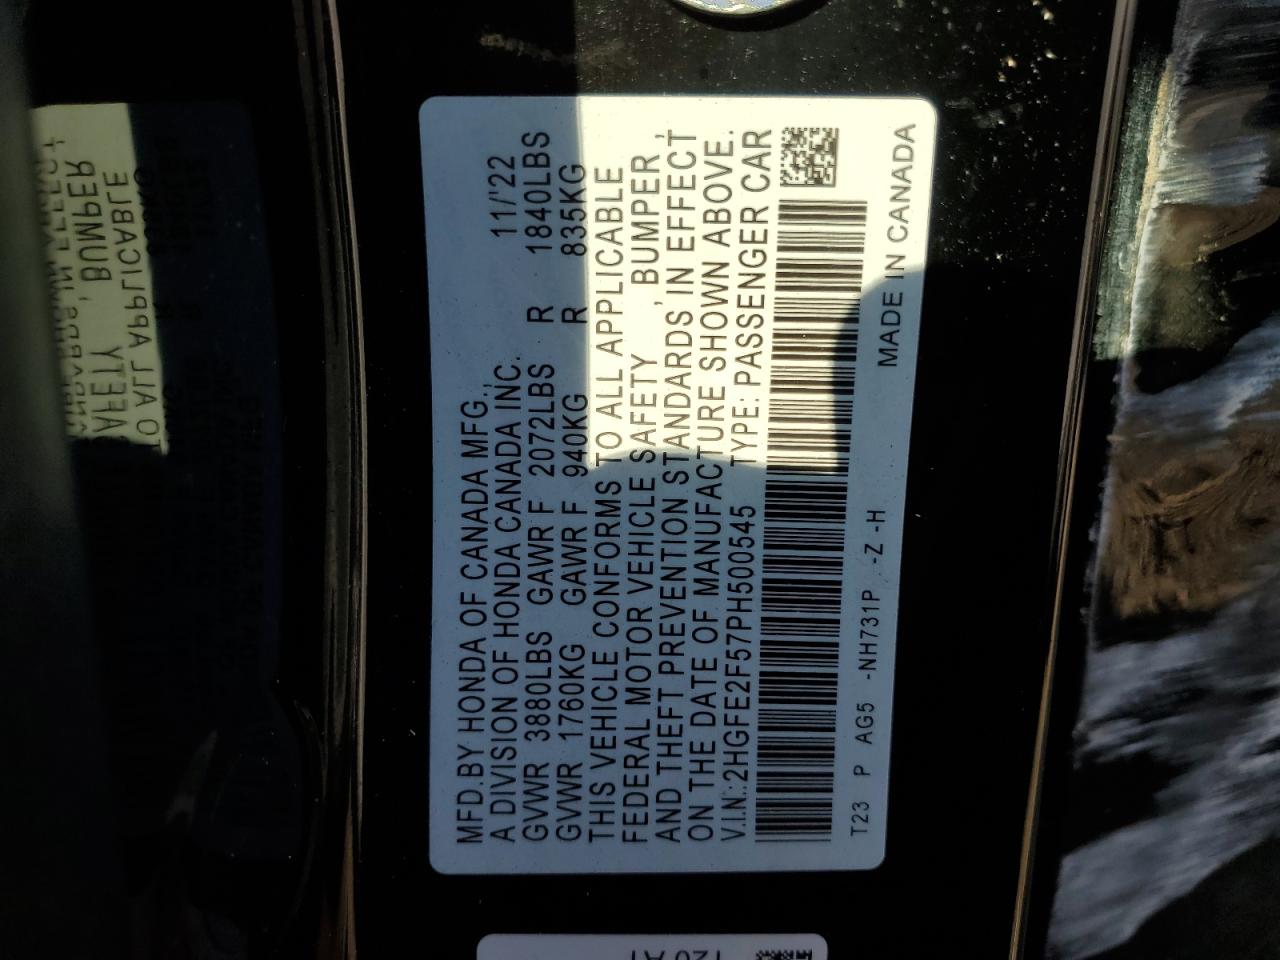 MFD.BY HONDA OF CANADA MFG., 11/'22
A DIVISION OF HONDA CANADA INC.
GVWR 3880LBS GAWR F 2072LBS R 1840LBS
GVWR 1760KG GAWR F 940KG R 835KG
THIS VEHICLE CONFORMS TO ALL APPLICABLE
FEDERAL MOTOR VEHICLE SAFETY , BUMPER ,
AND THEFT PREVENTION STANDARDS, IN EFFECT
ON THE DATE OF MANUFACTURE SHOWN ABOVE.
V.I.N.:2HGFE2F57PH500545 TYPE: PASSENGER CAR
T23 P AG5 -NH731P -Z -H
MADE IN CANADA